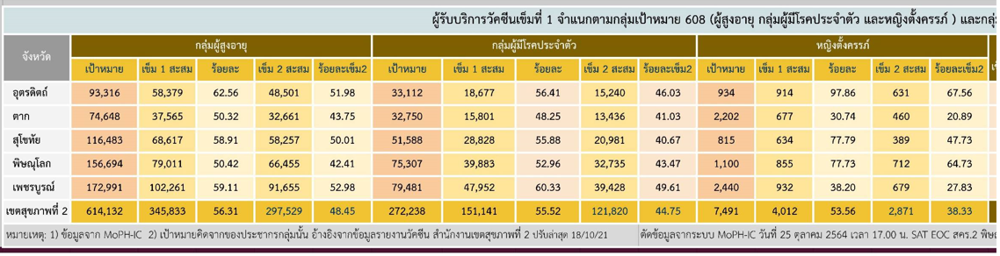 ผู้รับบริการวัคซีนเข็มที่ 1 จำแนกตามกลุ่มเป้าหมาย 608 (ผู้สูงอายุ กลุ่มผู้มีโรคประจำตัว และหญิงตั้งครรภ์ ) และกลุ่ม
จังหวัด กลุ่มผู้สูงอายุ กลุ่มผู้มีโรคประจำตัว หญิงตั้งครรภ์
เป้าหมาย เข็ม 1 สะสม ร้อยละ เข็ม 2 สะสม ร้อยละเข็ม2 เป้าหมาย เข็ม 1 สะสม ร้อยละ เข็ม 2 สะสม ร้อยละเข็ม2 เป้าหมาย เข็ม 1 สะสม ร้อยละ เข็ม 2 สะสม ร้อยละเข็ม2
อุตรดิตถ์ 93,316 58,379 62.56 48,501 51.98 33,112 18,677 56.41 15,240 46.03 934 914 97.86 631 67.56
ตาก 74,648 37,565 50.32 32,661 43.75 32,750 15,801 48.25 13,436 41.03 2,202 677 30.74 460 20.89
สุโขทัย 116,483 68,617 58.91 58,257 50.01 51,588 28,828 55.88 20,981 40.67 815 634 77.79 389 47.73
พิษณุโลก 156,694 79,011 50.42 66,455 42.41 75,307 39,883 52.96 32,735 43.47 1,100 855 77.73 712 64.73
เพชรบูรณ์ 172,991 102,261 59.11 91,655 52.98 79,481 47,952 60.33 39,428 49.61 2,440 932 38.20 679 27.83
เขตสุขภาพที่ 2 614,132 345,833 56.31 297,529 48.45 272,238 151,141 55.52 121,820 44.75 7,491 4,012 53.56 2,871 38.33
หมายเหตุ: 1) ข้อมูลจาก MoPH-IC 2) เป้าหมายคิดจากของประชากรกลุ่มนั้น อ้างอิงจากข้อมูลรายงานวัคซีน สำนักงานเขตสุขภาพที่ 2 ปรับล่าสุด 18/10/21 ตัดข้อมูลจากระบบ MoPH-IC วันที่ 25 ตุลาคม 2564 เวลา 17.00 น. SAT EOC สคร.2 พิษณ